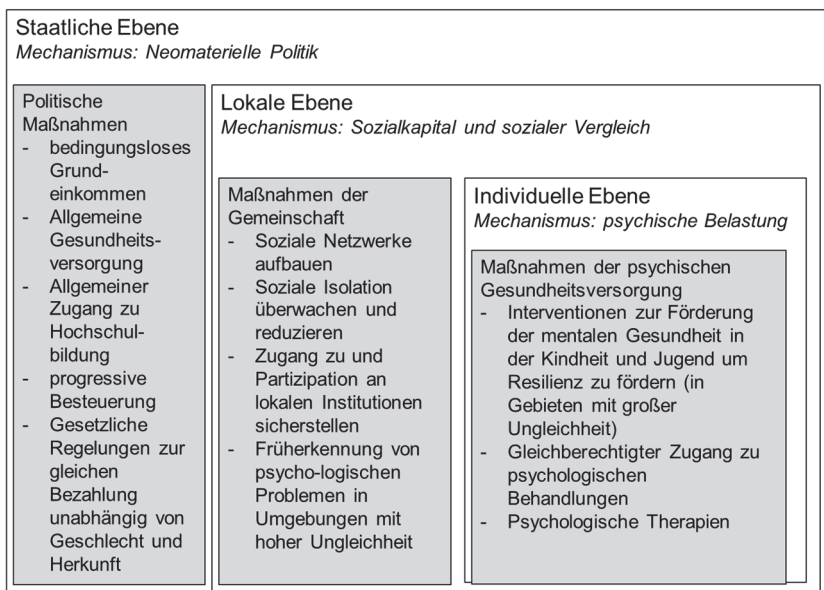 Staatliche Ebene
Mechanismus: Neomaterielle Politik
Politische
Maßnahmen
- bedingungsloses
Grund-
einkommen
- Allgemeine
Gesundheits-
versorgung
- Allgemeiner
Zugang zu
Hochschul-
bildung
- progressive
Besteuerung
- Gesetzliche
Regelungen zur
gleichen
Bezahlung
unabhängig von
Geschlecht und
Herkunft
Lokale Ebene
Mechanismus: Sozialkapital und sozialer Vergleich
Maßnahmen der
Gemeinschaft
- Soziale Netzwerke
aufbauen
- Soziale Isolation
überwachen und
reduzieren
- Zugang zu und
Partizipation an
lokalen Institutionen
sicherstellen
- Früherkennung von
psycho-logischen
Problemen in
Umgebungen mit
hoher Ungleichheit
Individuelle Ebene
Mechanismus: psychische Belastung
Maßnahmen der psychischen
Gesundheitsversorgung
- Interventionen zur Förderung
der mentalen Gesundheit in
der Kindheit und Jugend um
Resilienz zu fördern (in
Gebieten mit großer
Ungleichheit)
- Gleichberechtigter Zugang zu
psychologischen
Behandlungen
- Psychologische Therapien